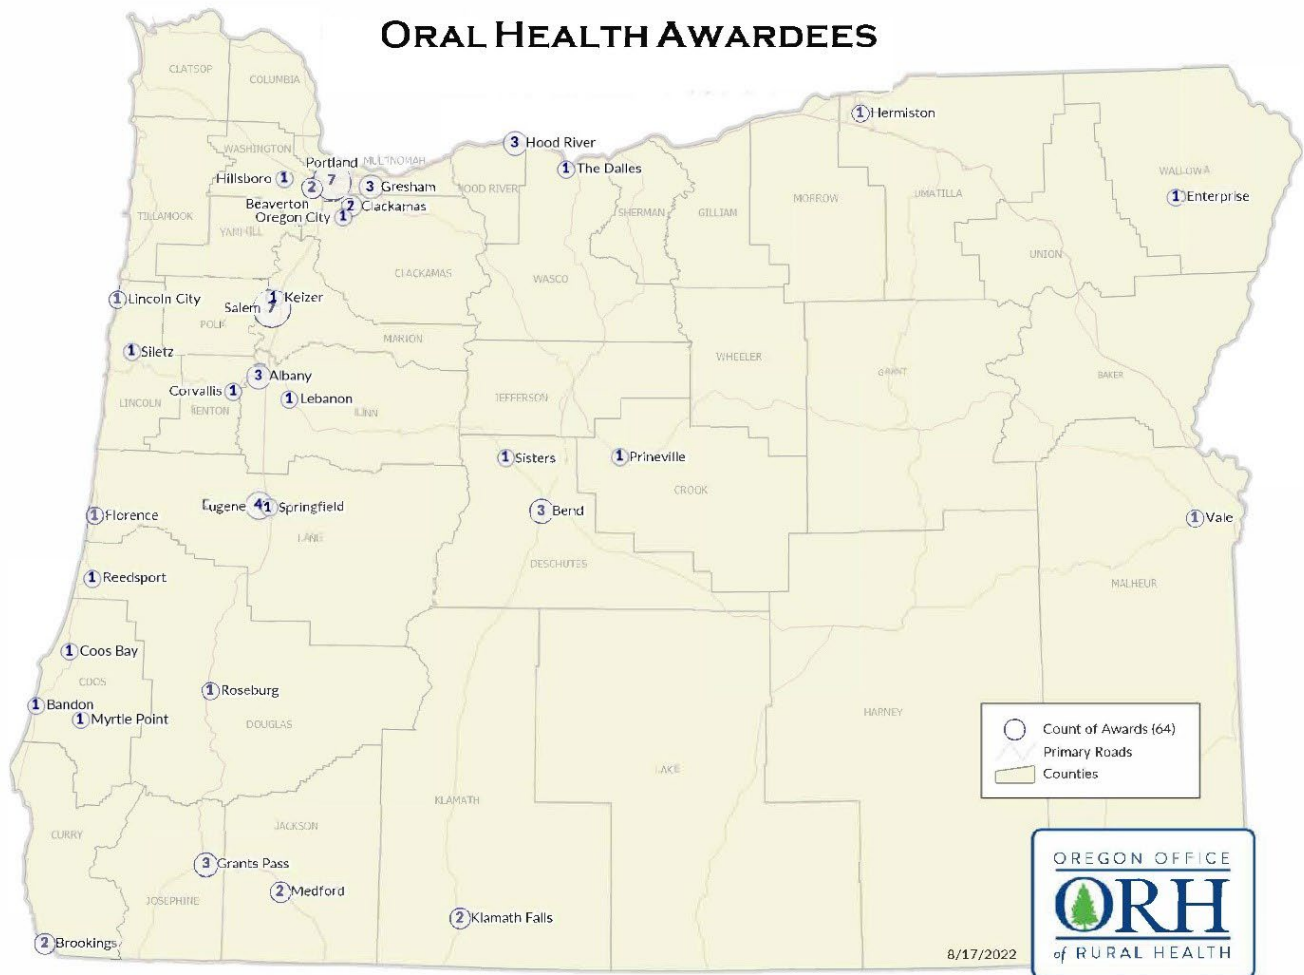 ORAL HEALTH AWARDEES
CLATSOP
COLUMBIA
1 Hermiston
3 Hood River
WASHINGTON
Portland
MULTNOMAH
1 The Dalles
WALLOWA
Hillsboro 1
2
7
3 Gresham
HOOD RIVER
MORROW
UMATILLA
1 Enterprise
Beaverton
2 Clackamas
TILLAMOOK
Oregon City 1
SHERMAN
GILLIAM
YAMHILL
UNION
CLACKAMAS
WASCO
1 Lincoln City
1 Keizer
Salem 7
POLK
MARION
1 Siletz
WHEELER
3 Albany
GRANT
BAKER
Corvallis 1
1 Lebanon
LINCOLN
BENTON
LINN
JEFFERSON
1 Sisters
1 Prineville
CROOK
Eugene 4
1 Springfield
3 Bend
1 Florence
1 Vale
LANE
DESCHUTES
1 Reedsport
MALHEUR
1 Coos Bay
COOS
1 Roseburg
1 Bandon
1 Myrtle Point
DOUGLAS
HARNEY
LAKE
KLAMATH
CURRY
JACKSON
3 Grants Pass
2 Medford
JOSEPHINE
2 Klamath Falls
2 Brookings
Count of Awards (64)
Primary Roads
Counties
8/17/2022
OREGON OFFICE
ORH
of RURAL HEALTH